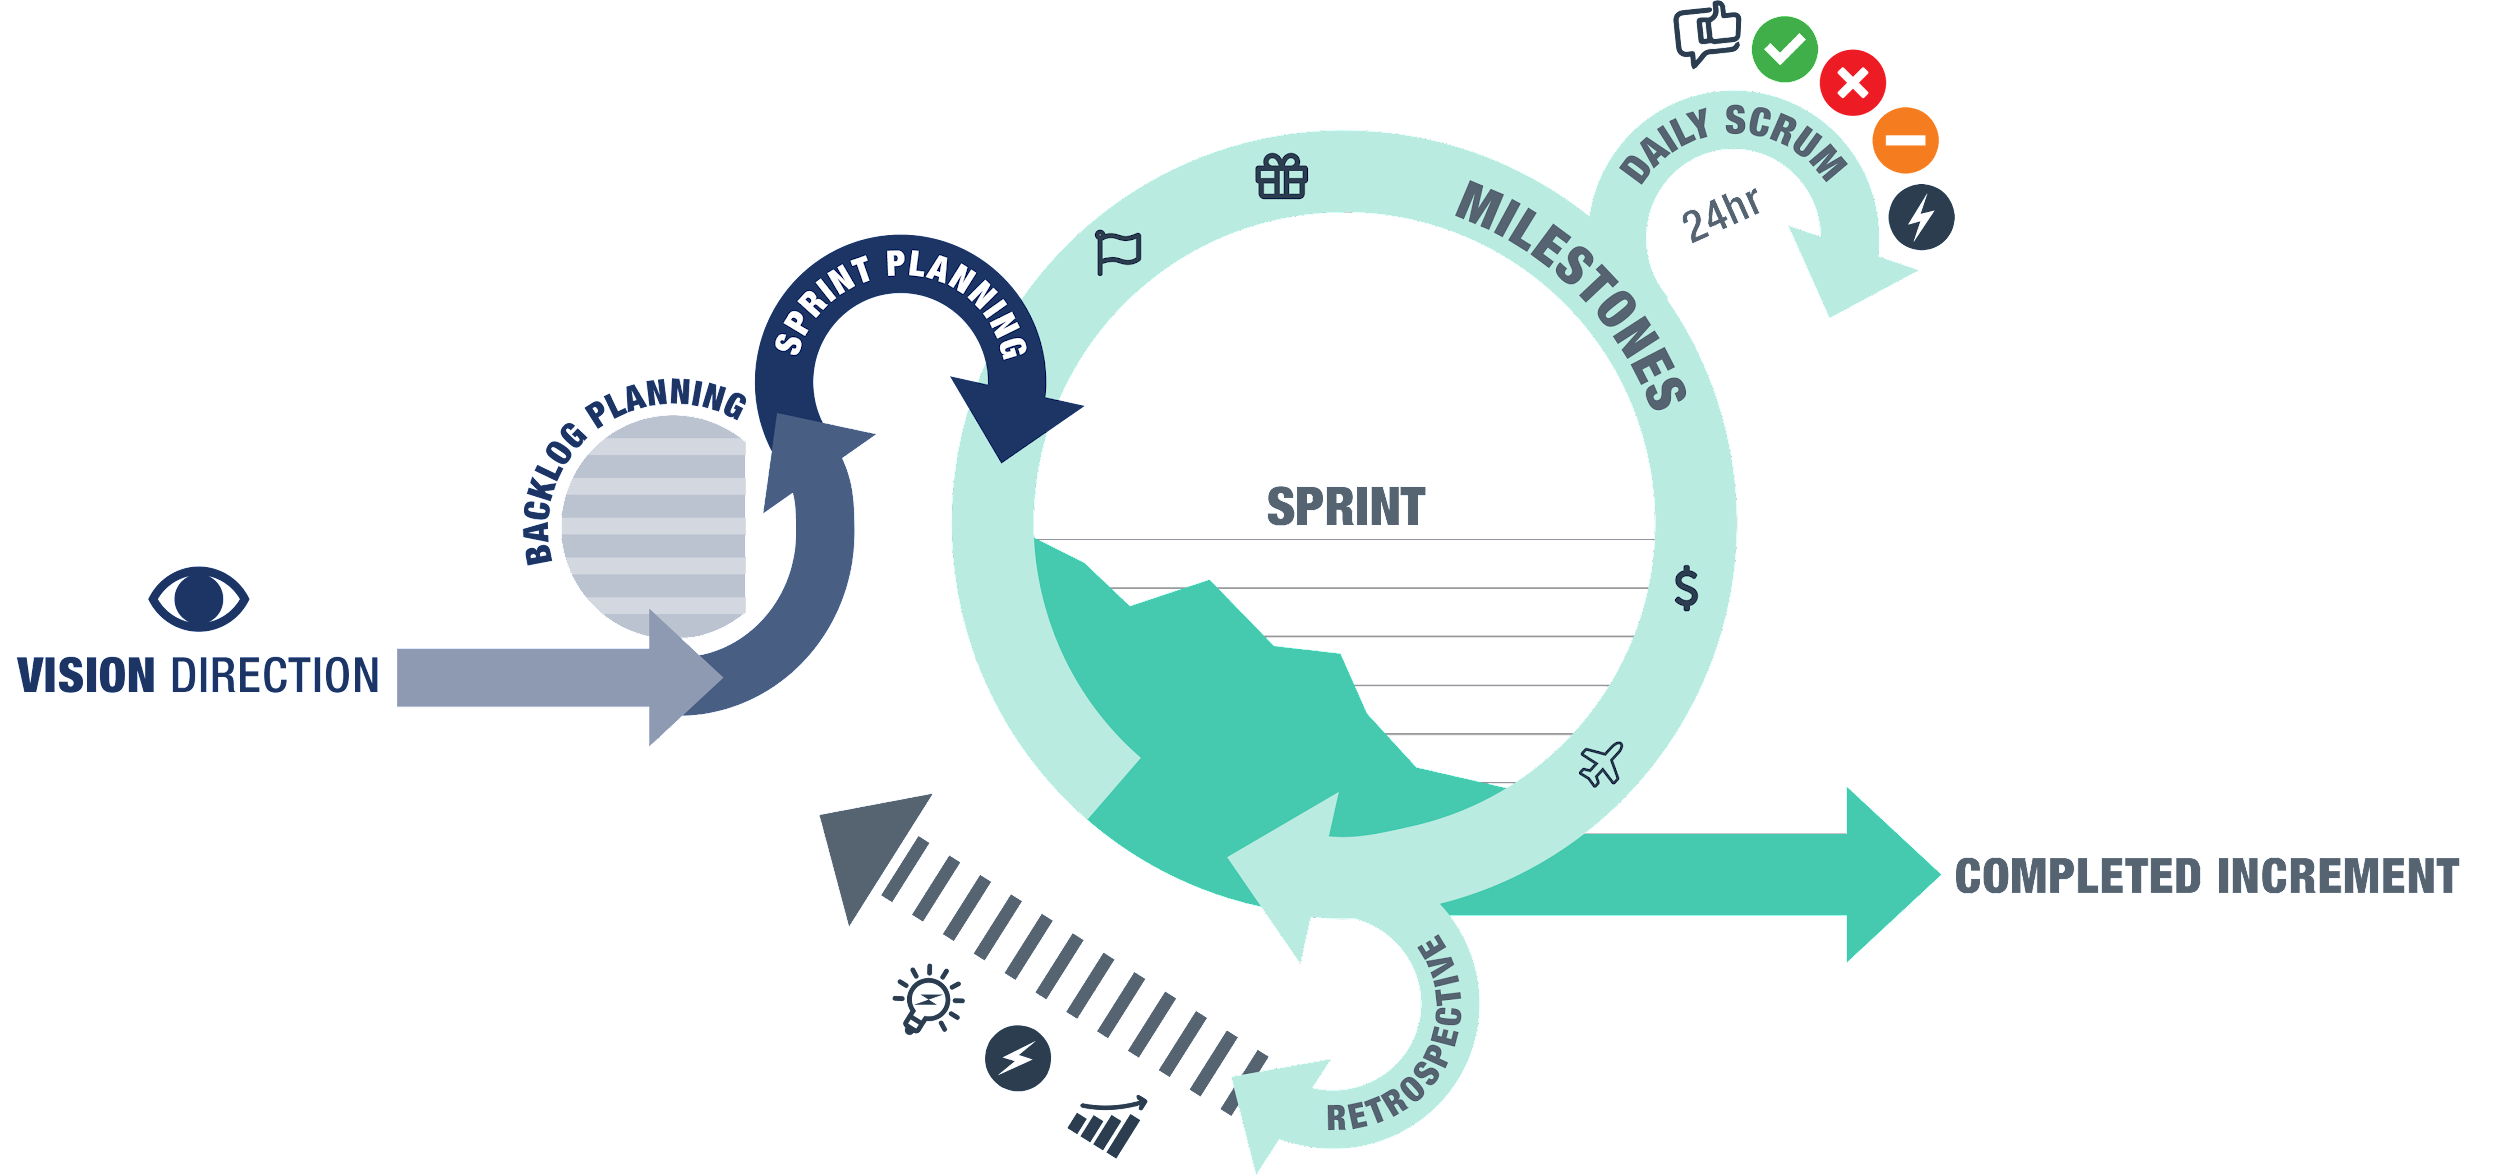 VISION DIRECTION
BACKLOG PLANNING
SPRINT PLANNING
SPRINT
MILESTONES
DAILY SCRUM
24hr
$
COMPLETED INCREMENT
RETROSPECTIVE